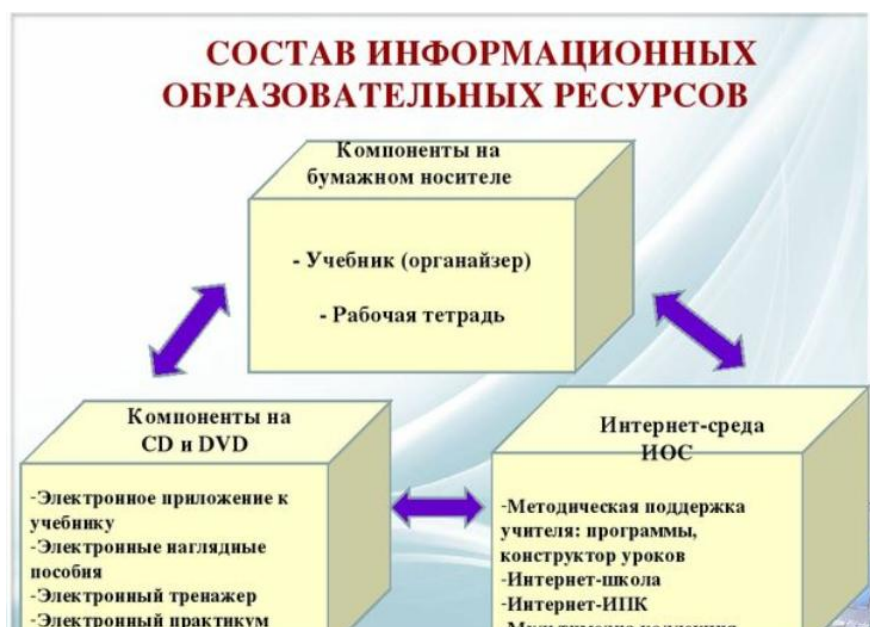 СОСТАВ ИНФОРМАЦИОННЫХ
ОБРАЗОВАТЕЛЬНЫХ РЕСУРСОВ
Компоненты на
бумажном носителе
- Учебник (органайзер)
- Рабочая тетрадь
Компоненты на
CD и DVD
-Электронное приложение к
учебнику
-Электронные наглядные
пособия
-Электронный тренажер
-Электронный практикум
Интернет-среда
ИОС
-Методическая поддержка
учителя: программы,
конструктор уроков
-Интернет-школа
-Интернет-ИПК